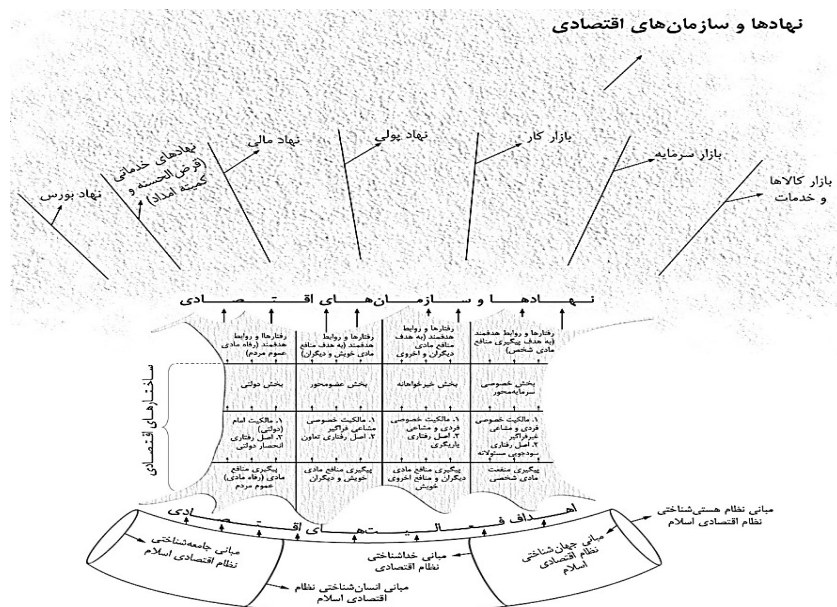 نهادها و سازمان‌های اقتصادی
بازار کالاها
و خدمات
بازار سرمایه
بازار کار
نهاد پولی
نهاد مالی
نهادهای خدماتی
(قرض‌الحسنه و
کمیته امداد)
نهاد بورس
نهادها و سازمان‌های اقتصادی
رفتارها و روابط هدفمند
(به هدف پیگیری منافع
مادی شخص)
رفتارها و روابط
هدفمند (به هدف
منافع مادی
دیگران و اخروی
رفتارها و روابط
هدفمند (به هدف منافع
مادی خویش و دیگران)
رفتارها و روابط
هدفمند (رفاه مادی
عموم مردم)
بخش خصوصی
سرمایه‌محور
بخش خیرخواهانه
بخش عضومحور
بخش دولتی
۱. مالکیت خصوصی
فردی و مشاعی
غیرفراگیر
۲. اصل رفتاری
سودجویی مسئولانه
۱. مالکیت خصوصی
فردی و مشاعی
۲. اصل رفتاری
یاریگری
۱. مالکیت خصوصی
مشاعی فراگیر
۲. اصل رفتاری تعاون
۱. مالکیت امام
(دولتی)
۲. اصل رفتاری
انحصار دولتی
پیگیری منفعت
مادی شخصی
پیگیری منافع مادی
دیگران و منافع اخروی
خویش
پیگیری منافع مادی
خویش و دیگران
پیگیری منافع
مادی (رفاه مادی)
عموم مردم
ساختارهای اقتصادی
اهداف فعالیت‌های اقتصادی
مبانی نظام هستی‌شناختی
نظام اقتصادی اسلام
مبانی جهان‌شناختی
نظام اقتصادی
اسلام
مبانی خداشناختی
نظام اقتصادی
مبانی انسان‌شناختی نظام
اقتصادی اسلام
مبانی جامعه‌شناختی
نظام اقتصادی اسلام